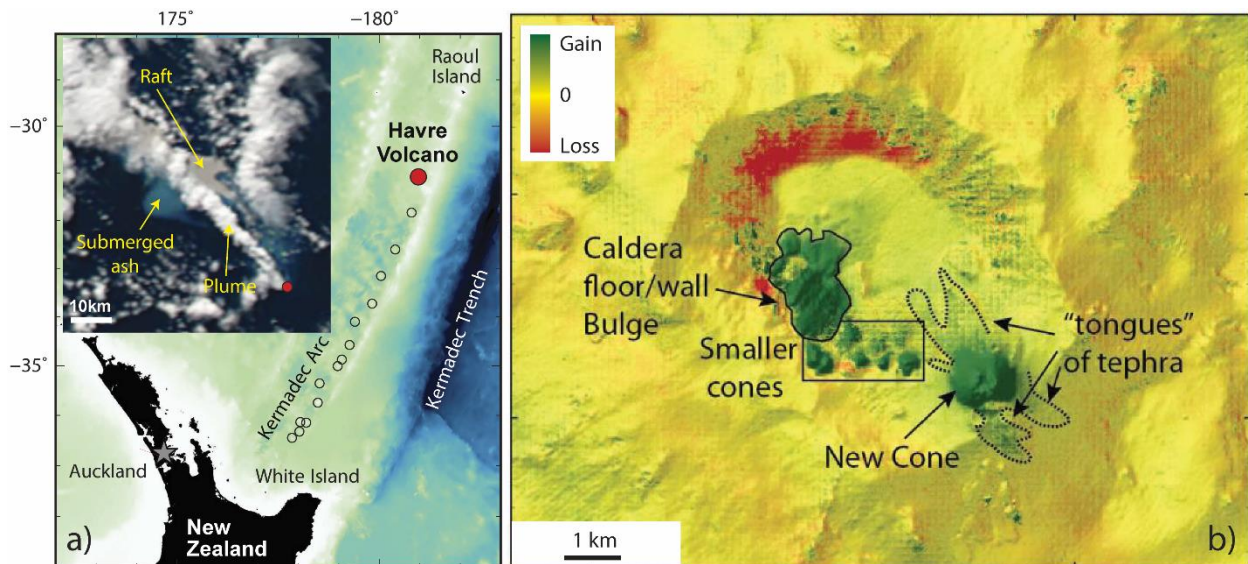 175°
−180°
Raoul
Island
−30°
Raft
Havre
Volcano
Submerged
ash
Plume
10km
−35°
Kermadec Arc
Kermadec Trench
Auckland
White Island
New
Zealand
a)
Gain
0
Loss
Caldera
floor/wall
Bulge
Smaller
cones
"tongues"
of tephra
New Cone
1 km
b)